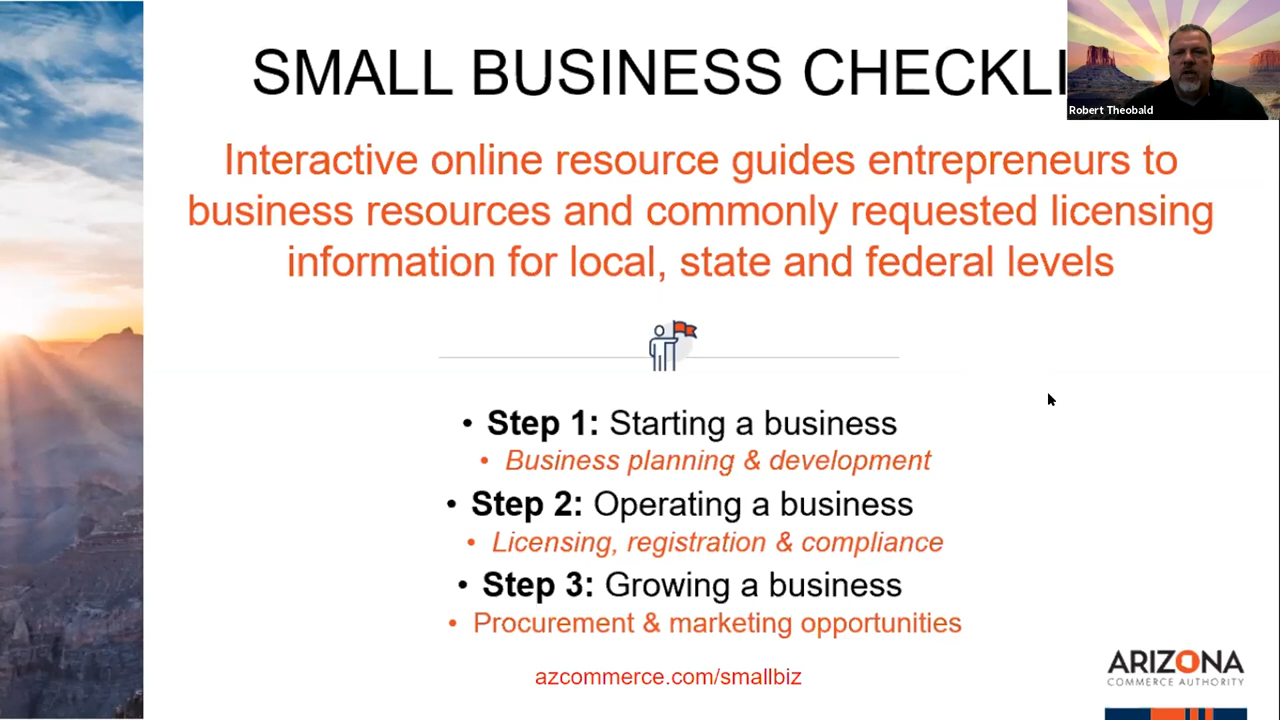 SMALL BUSINESS CHECKLI
Robert Theobald
Interactive online resource guides entrepreneurs to
business resources and commonly requested licensing
information for local, state and federal levels
• Step 1: Starting a business
• Business planning & development
• Step 2: Operating a business
• Licensing, registration & compliance
• Step 3: Growing a business
• Procurement & marketing opportunities
azcommerce.com/smallbiz
ARIZONA
COMMERCE AUTHORITY